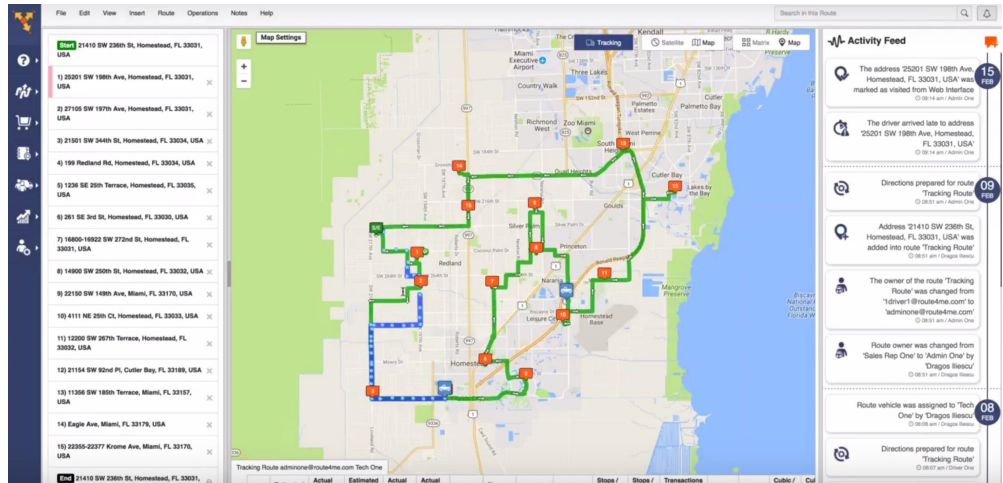 File Edit View Insert Route Operations Notes Help
Search in this Route
Start 21410 SW 236th St, Homestead, FL 33031,
USA
1) 25201 SW 198th Ave, Homestead, FL 33031,
USA
2) 27105 SW 197th Ave, Homestead, FL 33031,
USA
3) 21501 SW 344th St, Homestead, FL 33034, USA
4) 199 Redland Rd, Homestead, FL 33034, USA
5) 1236 SE 25th Terrace, Homestead, FL 33035,
USA
6) 261 SE 3rd St, Homestead, FL 33030, USA
7) 16800-16922 SW 272nd St, Homestead, FL
33031, USA
8) 14900 SW 250th St, Homestead, FL 33032, USA
9) 22150 SW 149th Ave, Miami, FL 33170, USA
10) 4111 NE 25th Ct, Homestead, FL 33033, USA
11) 12200 SW 267th Terrace, Homestead, FL
33032, USA
12) 21154 SW 92nd Pl, Cutler Bay, FL 33189, USA
13) 11356 SW 185th Terrace, Miami, FL 33157,
USA
14) Eagle Ave, Miami, FL 33179, USA
15) 22355-22377 Krome Ave, Miami, FL 33170,
USA
End 21410 SW 236th St, Homestead, FL 33031,
Map Settings
+
−
Tracking
Satellite
Map
Matrix
Map
Kendall
Miami
Executive
Airport
Three Lakes
Country Walk
Palmetto
Estates
Palmetto Bay
Cutler
Richmond
West
Zoo Miami
West Perrine
South Miami
Heights
Quail Heights
Cutler Bay
Lakes by
the Bay
Goulds
Silver Palm
Princeton
Redland
Naranja
Leisure City
Homestead
Base
Mangrove
Preserve
Homestead
Tracking Route adminone@route4me.com Tech One
Actual Estimated Actual Actual Stops / Stops / Transactions Cubic /
Activity Feed
15
FEB
The address '25201 SW 198th Ave,
Homestead, FL 33031, USA' was
marked as visited from Web Interface
09:14 am / Admin One
The driver arrived late to address
'25201 SW 198th Ave, Homestead,
FL 33031, USA'
09:14 am / Admin One
09
FEB
Directions prepared for route
'Tracking Route'
08:51 am / Admin One
Address '21410 SW 236th St,
Homestead, FL 33031, USA' was
added into route 'Tracking Route'
08:51 am / Dragos Iliescu
The owner of the route 'Tracking
Route' was changed from
'1driver1@route4me.com' to
'adminone@route4me.com'
08:51 am / Admin One
Route owner was changed from
'Sales Rep One' to 'Admin One' by
'Dragos Iliescu'
08:51 am / Dragos Iliescu
08
FEB
Route vehicle was assigned to 'Tech
One' by 'Dragos Iliescu'
08:08 am / Dragos Iliescu
Directions prepared for route
'Tracking Route'
08:07 am / Driver One